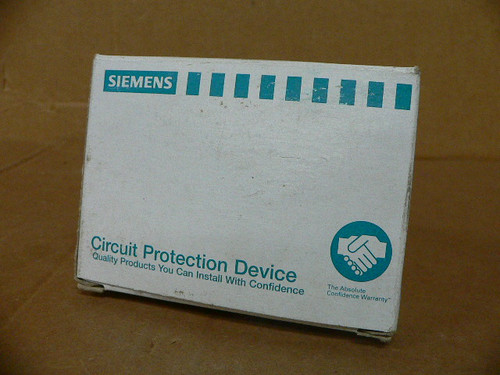 SIEMENS
Circuit Protection Device
Quality Products You Can Install With Confidence
The Absolute
Confidence Warranty™